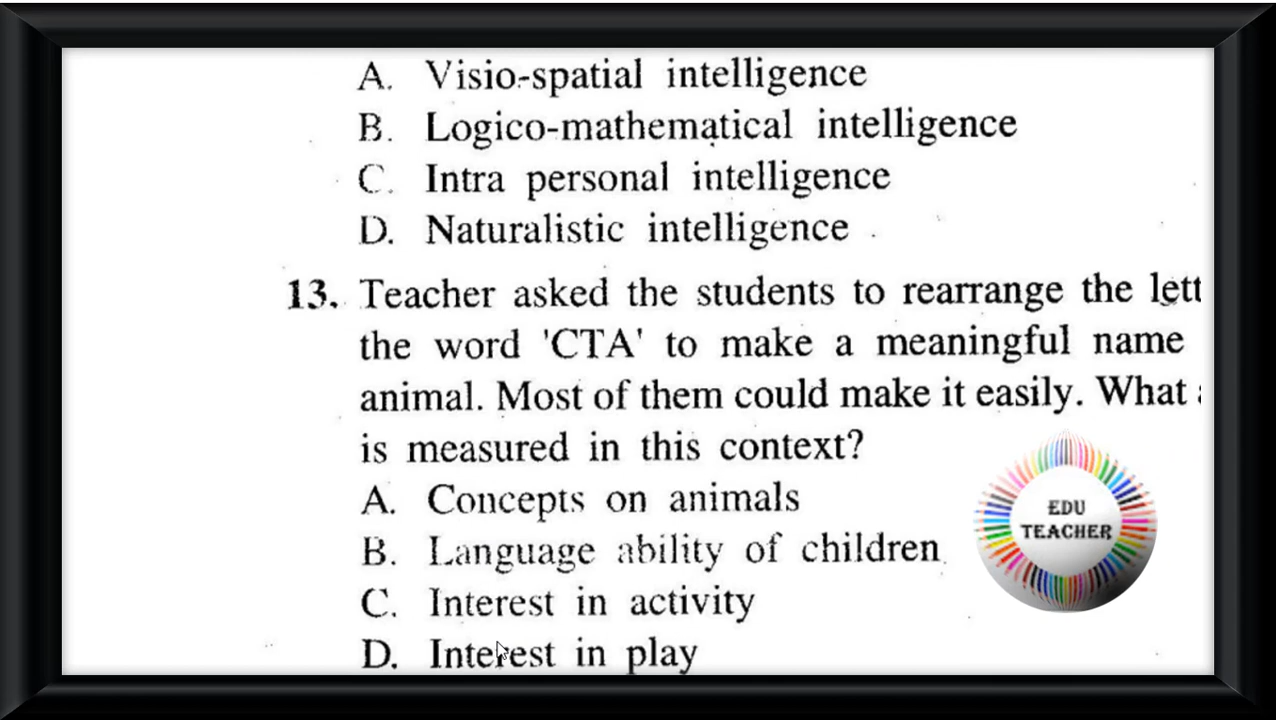 A. Visio-spatial intelligence
B. Logico-mathematical intelligence
C. Intra personal intelligence
D. Naturalistic intelligence
13. Teacher asked the students to rearrange the lett
the word 'CTA' to make a meaningful name
animal. Most of them could make it easily. What
is measured in this context?
A. Concepts on animals
B. Language ability of children
C. Interest in activity
D. Interest in play
EDU
TEACHER